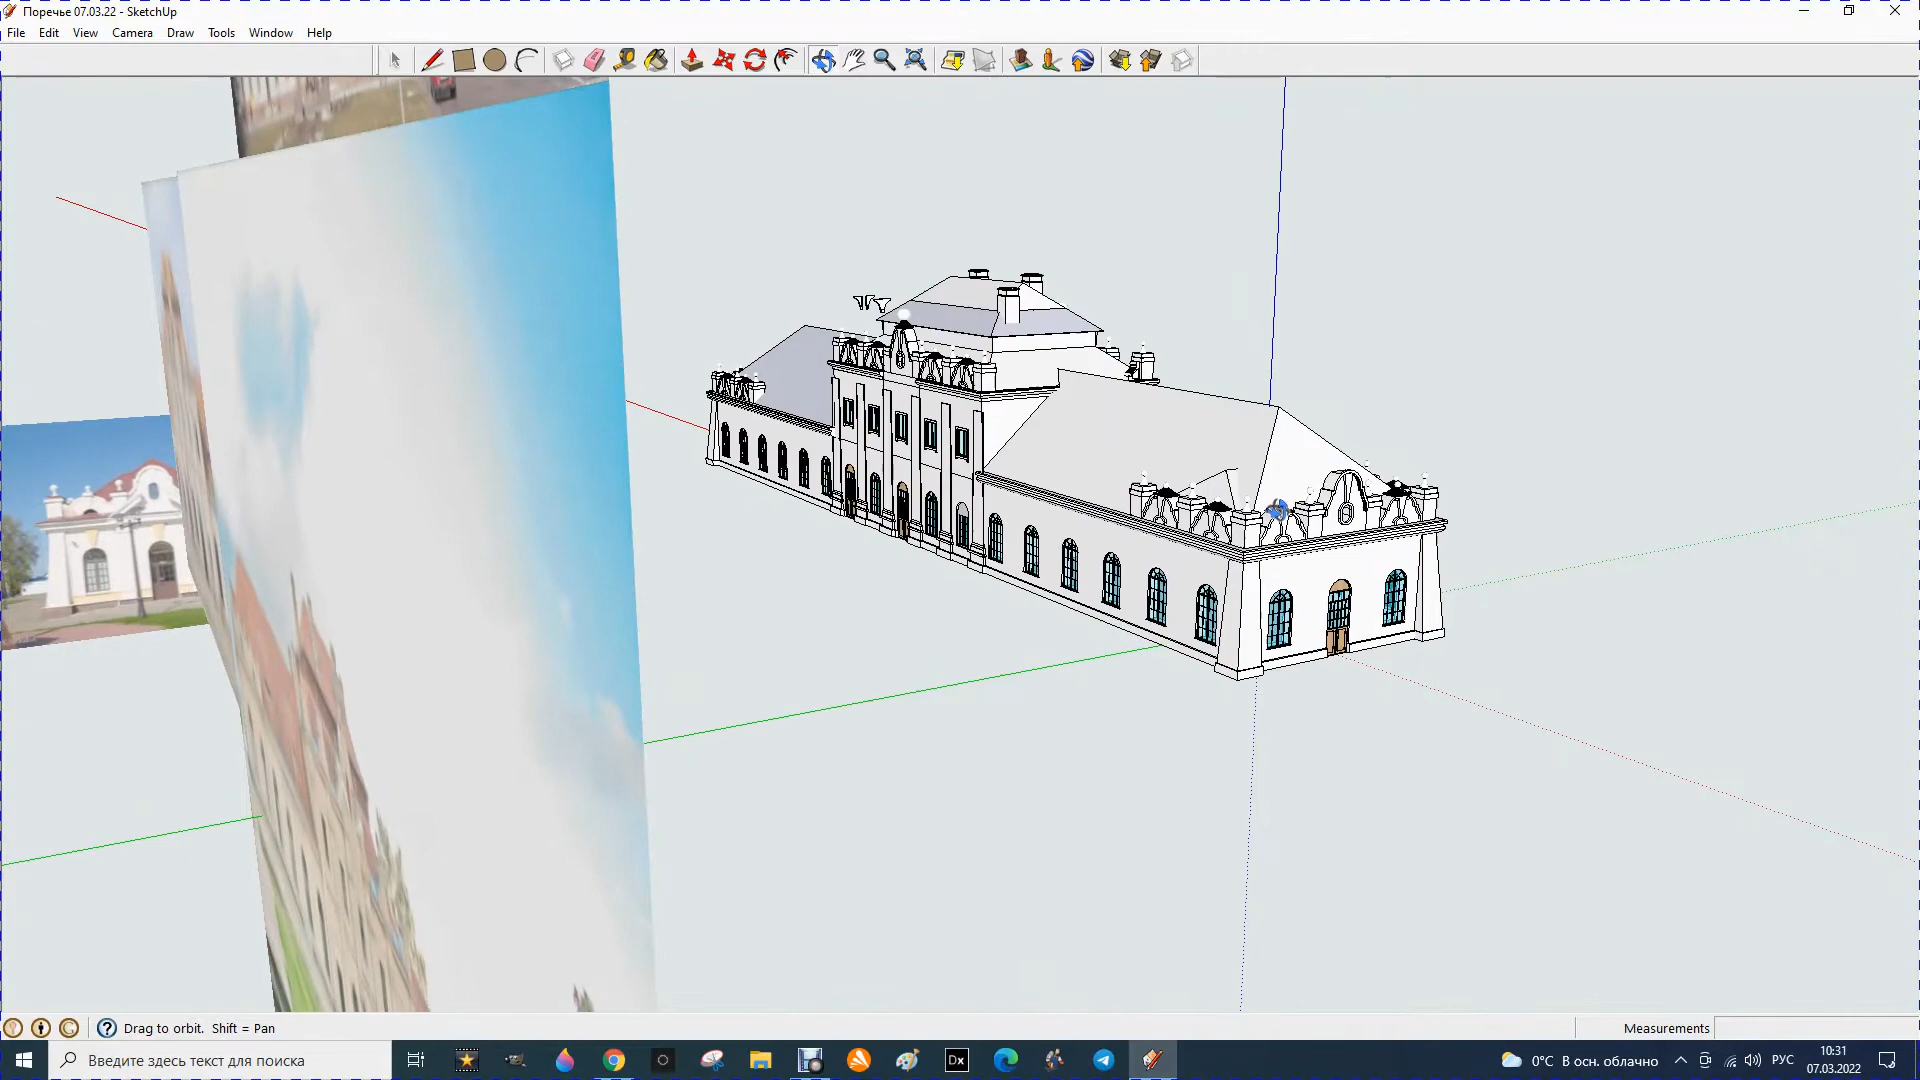 Поречье 07.03.22 - SketchUp
File Edit View Camera Draw Tools Window Help
Drag to orbit. Shift = Pan
Measurements
Введите здесь текст для поиска
Dx
0°C В осн. облачно
РУС
10:31
07.03.2022